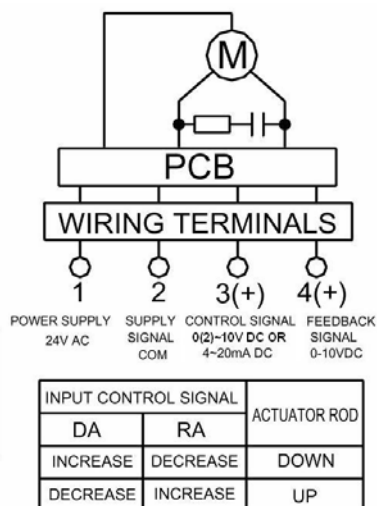 M
PCB
WIRING TERMINALS
1 2 3(+) 4(+)
POWER SUPPLY
24V AC
SUPPLY
SIGNAL
COM
CONTROL SIGNAL
0(2)~10V DC OR
4~20mA DC
FEEDBACK
SIGNAL
0-10VDC
INPUT CONTROL SIGNAL ACTUATOR ROD
DA RA
INCREASE DECREASE DOWN
DECREASE INCREASE UP